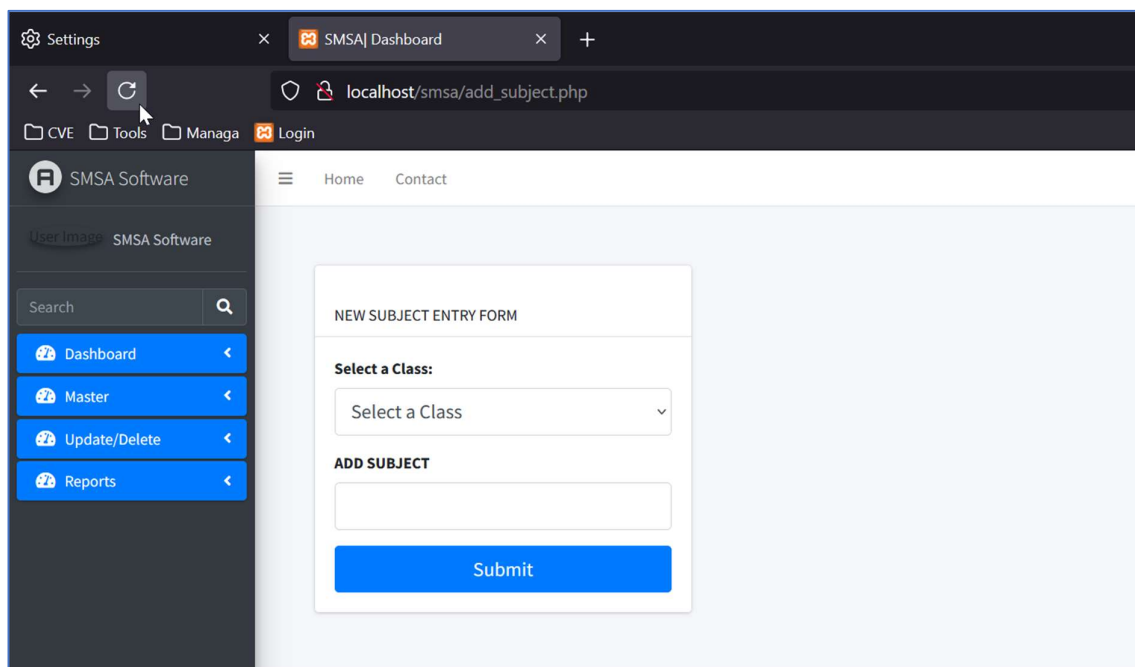 Settings
SMSA| Dashboard
localhost/smsa/add_subject.php
CVE Tools Managa Login
SMSA Software
Home Contact
User Image SMSA Software
Search
Dashboard
Master
Update/Delete
Reports
NEW SUBJECT ENTRY FORM
Select a Class:
Select a Class
ADD SUBJECT
Submit